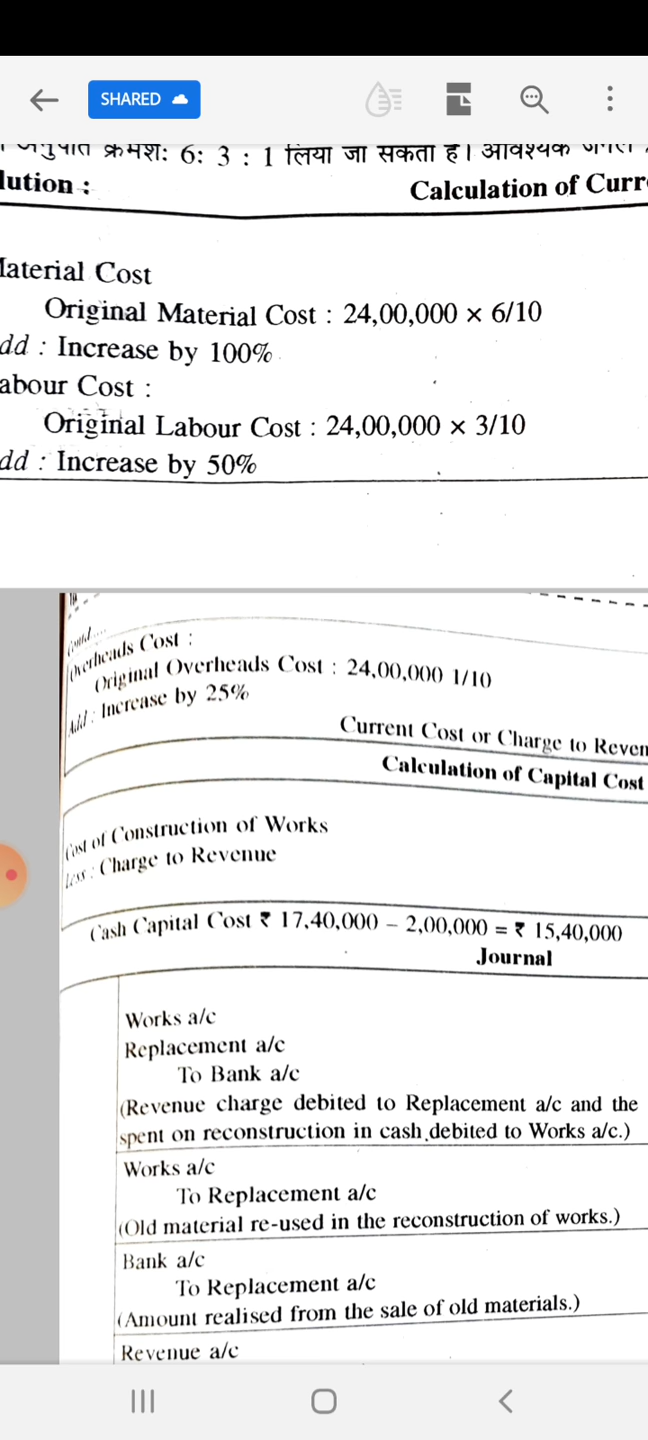 SHARED
अनुपात क्रमशः 6: 3 : 1 लिया जा सकता है। आवश्यक
lution :
Calculation of Curr
laterial Cost
Original Material Cost : 24,00,000 × 6/10
dd : Increase by 100%
abour Cost :
Original Labour Cost : 24,00,000 × 3/10
dd : Increase by 50%
Contd....
Overheads Cost :
Original Overheads Cost : 24,00,000 1/10
Add : Increase by 25%
Current Cost or Charge to Reven
Calculation of Capital Cost
Cost of Construction of Works
Less : Charge to Revenue
Cash Capital Cost ₹ 17,40,000 – 2,00,000 = ₹ 15,40,000
Journal
Works a/c
Replacement a/c
To Bank a/c
(Revenue charge debited to Replacement a/c and the
spent on reconstruction in cash debited to Works a/c.)
Works a/c
To Replacement a/c
(Old material re-used in the reconstruction of works.)
Bank a/c
To Replacement a/c
(Amount realised from the sale of old materials.)
Revenue a/c